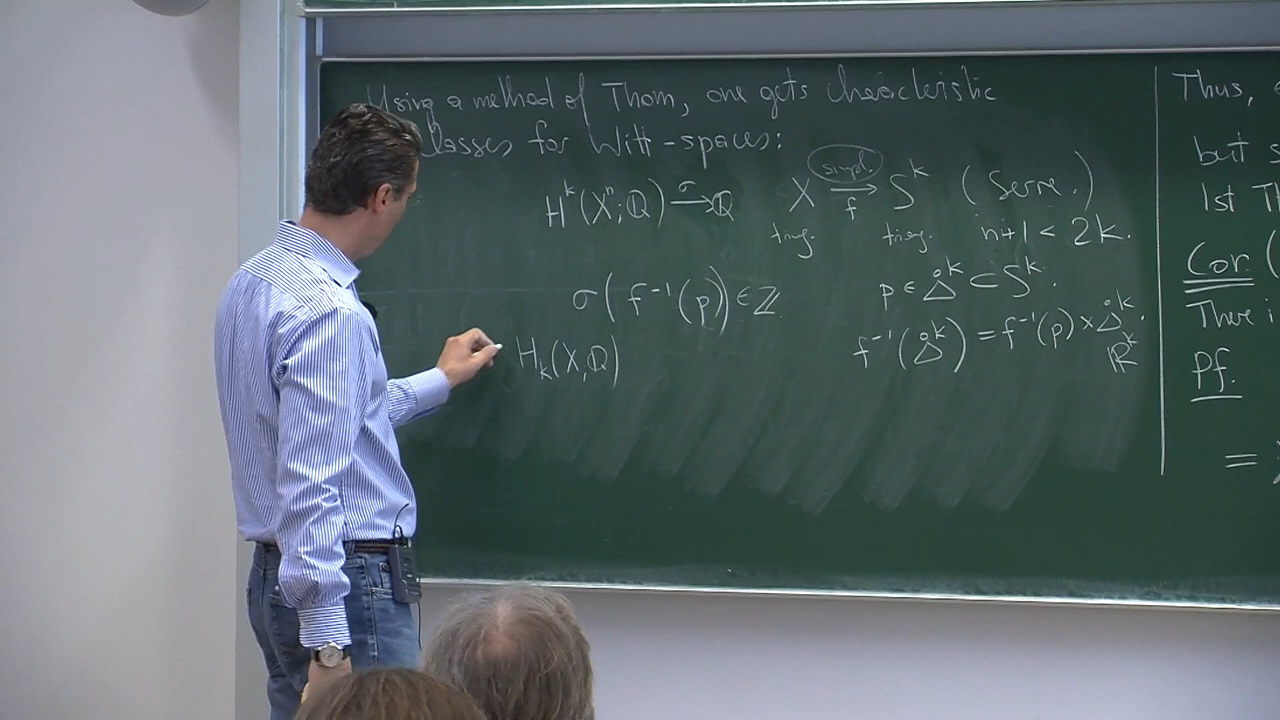 Using a method of Thom, one gets characteristic
classes for Witt-spaces:
H^k(X^n; ℚ) —σ→ ℚ
X —simpl. f→ S^k (Serre.)
triang. triang. n+1 < 2k.
σ(f^{-1}(p)) ∈ ℤ
p ∈ Δ̊^k ⊂ S^k.
f^{-1}(Δ̊^k) = f^{-1}(p) × Δ̊^k.
ℝ^k
H_k(X,ℚ)
Thus,
but s
1st Th
Cor. (
There i
Pf.
=